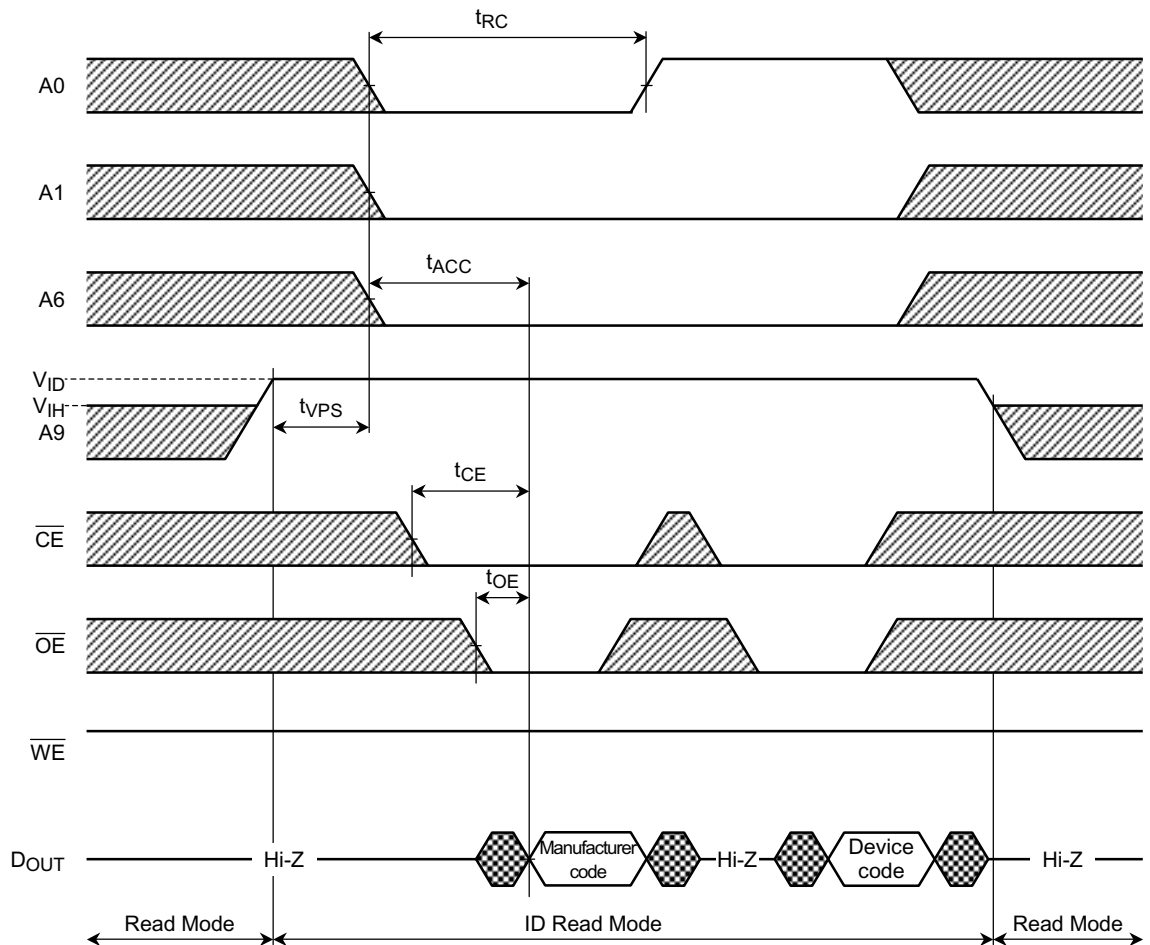 tRC
A0
A1
tACC
A6
VID
VIH
tVPS
A9
tCE
CE
tOE
OE
WE
DOUT
Hi-Z
Manufacturer
code
Hi-Z
Device
code
Hi-Z
Read Mode
ID Read Mode
Read Mode